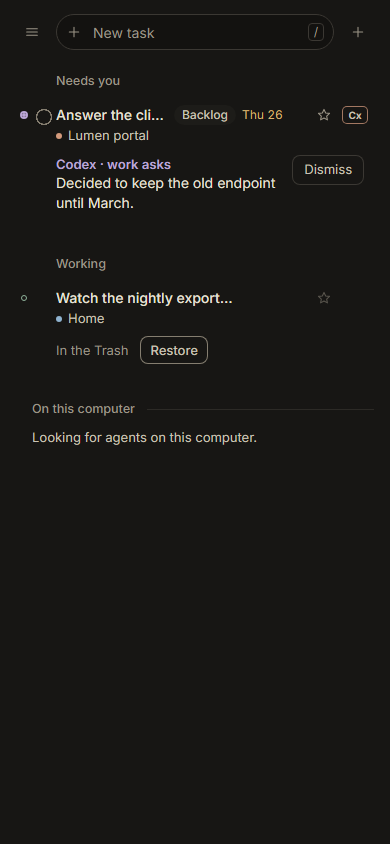 New task
/
Needs you
Answer the cli... Backlog Thu 26
Cx
Lumen portal
Codex · work asks
Decided to keep the old endpoint
until March.
Dismiss
Working
Watch the nightly export...
Home
In the Trash
Restore
On this computer
Looking for agents on this computer.